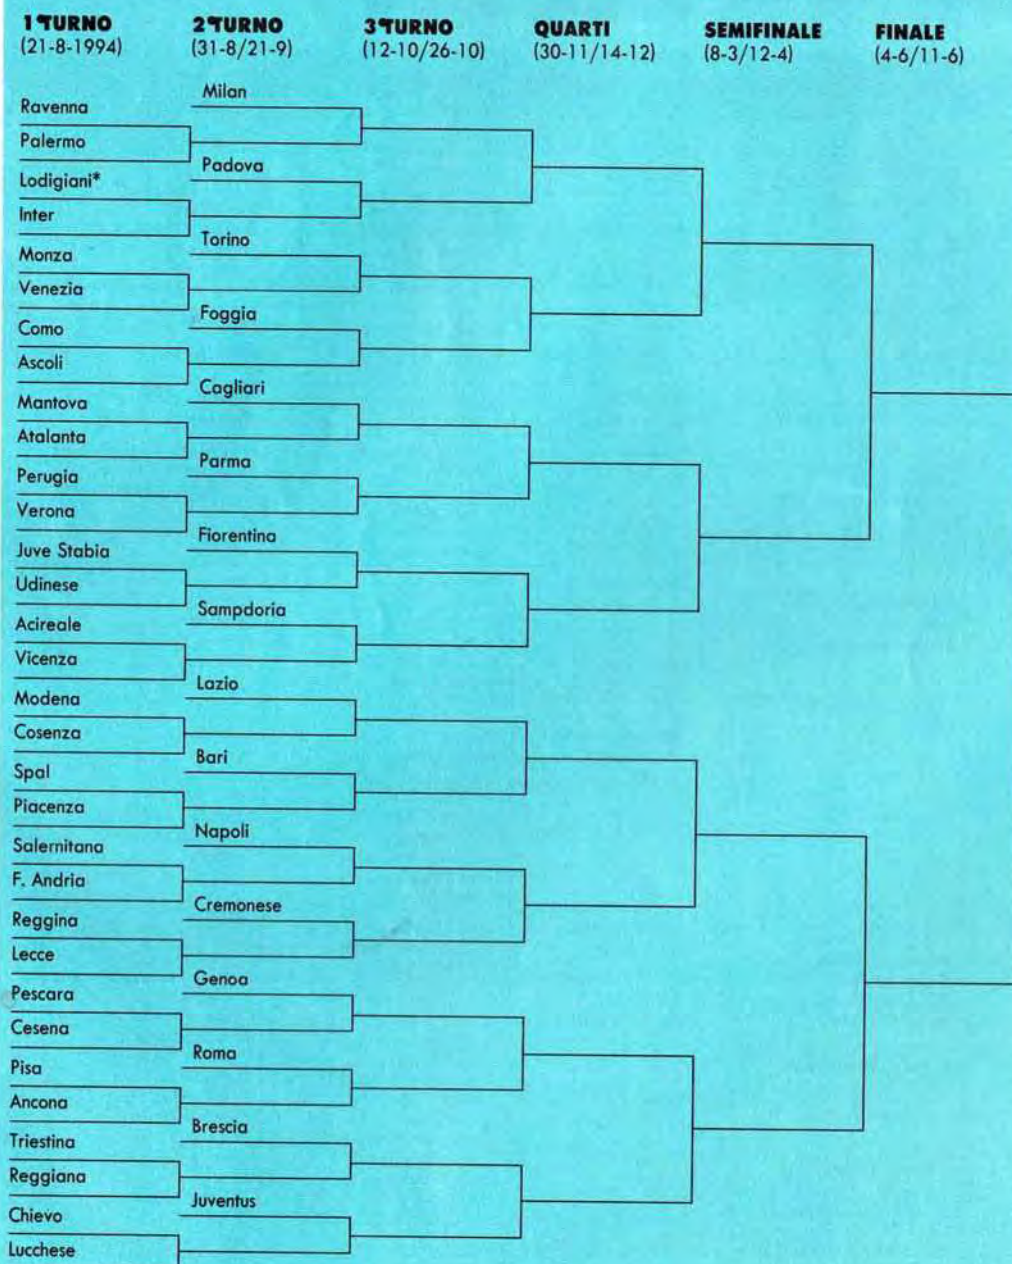 1°TURNO
(21-8-1994)
2°TURNO
(31-8/21-9)
3°TURNO
(12-10/26-10)
QUARTI
(30-11/14-12)
SEMIFINALE
(8-3/12-4)
FINALE
(4-6/11-6)
Ravenna
Palermo
Lodigiani*
Inter
Monza
Venezia
Como
Ascoli
Mantova
Atalanta
Perugia
Verona
Juve Stabia
Udinese
Acireale
Vicenza
Modena
Cosenza
Spal
Piacenza
Salernitana
F. Andria
Reggina
Lecce
Pescara
Cesena
Pisa
Ancona
Triestina
Reggiana
Chievo
Lucchese
Milan
Padova
Torino
Foggia
Cagliari
Parma
Fiorentina
Sampdoria
Lazio
Bari
Napoli
Cremonese
Genoa
Roma
Brescia
Juventus